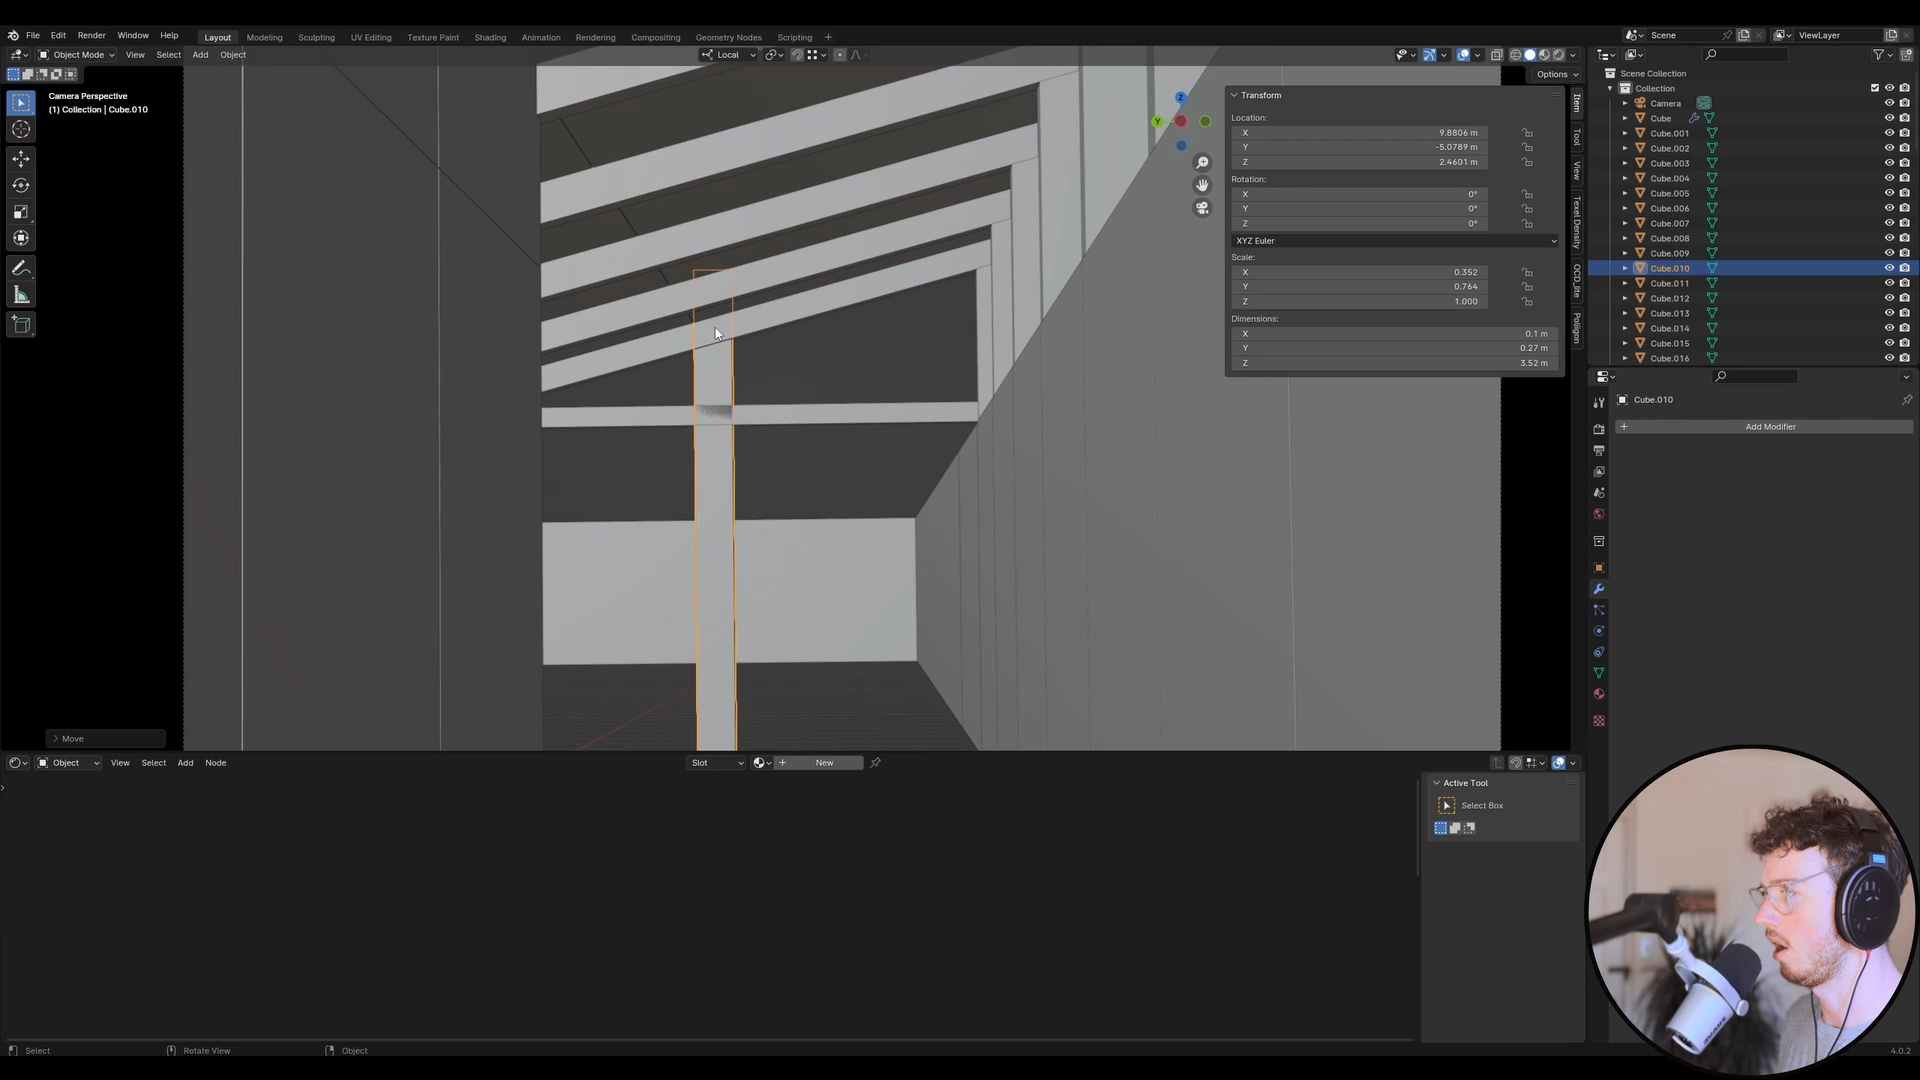 File Edit Render Window Help Layout Modeling Sculpting UV Editing Texture Paint Shading Animation Rendering Compositing Geometry Nodes Scripting + Scene ViewLayer
Object Mode View Select Add Object Local
Options
Camera Perspective
(1) Collection | Cube.010
Z
Y
Transform
Location:
X 9.8806 m
Y -5.0789 m
Z 2.4601 m
Rotation:
X 0°
Y 0°
Z 0°
XYZ Euler
Scale:
X 0.352
Y 0.764
Z 1.000
Dimensions:
X 0.1 m
Y 0.27 m
Z 3.52 m
Item
Tool
View
Texel Density
OCD_lite
Poliigon
Scene Collection
Collection
Camera
Cube
Cube.001
Cube.002
Cube.003
Cube.004
Cube.005
Cube.006
Cube.007
Cube.008
Cube.009
Cube.010
Cube.011
Cube.012
Cube.013
Cube.014
Cube.015
Cube.016
Cube.010
+ Add Modifier
Move
Object View Select Add Node Slot + New
Active Tool
Select Box
Select Rotate View Object 4.0.2